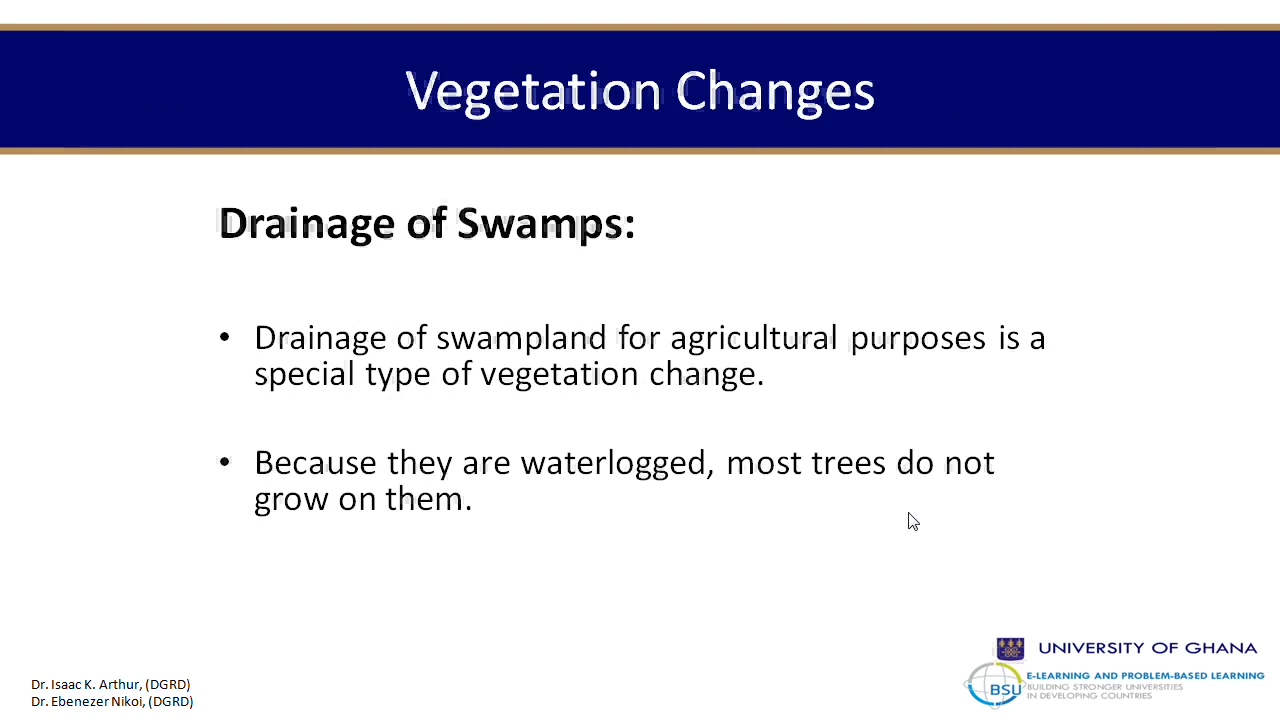 Vegetation Changes
Drainage of Swamps:
• Drainage of swampland for agricultural purposes is a
special type of vegetation change.
• Because they are waterlogged, most trees do not
grow on them.
Dr. Isaac K. Arthur, (DGRD)
Dr. Ebenezer Nikoi, (DGRD)
UNIVERSITY OF GHANA
BSU
E-LEARNING AND PROBLEM-BASED LEARNING
BUILDING STRONGER UNIVERSITIES
IN DEVELOPING COUNTRIES